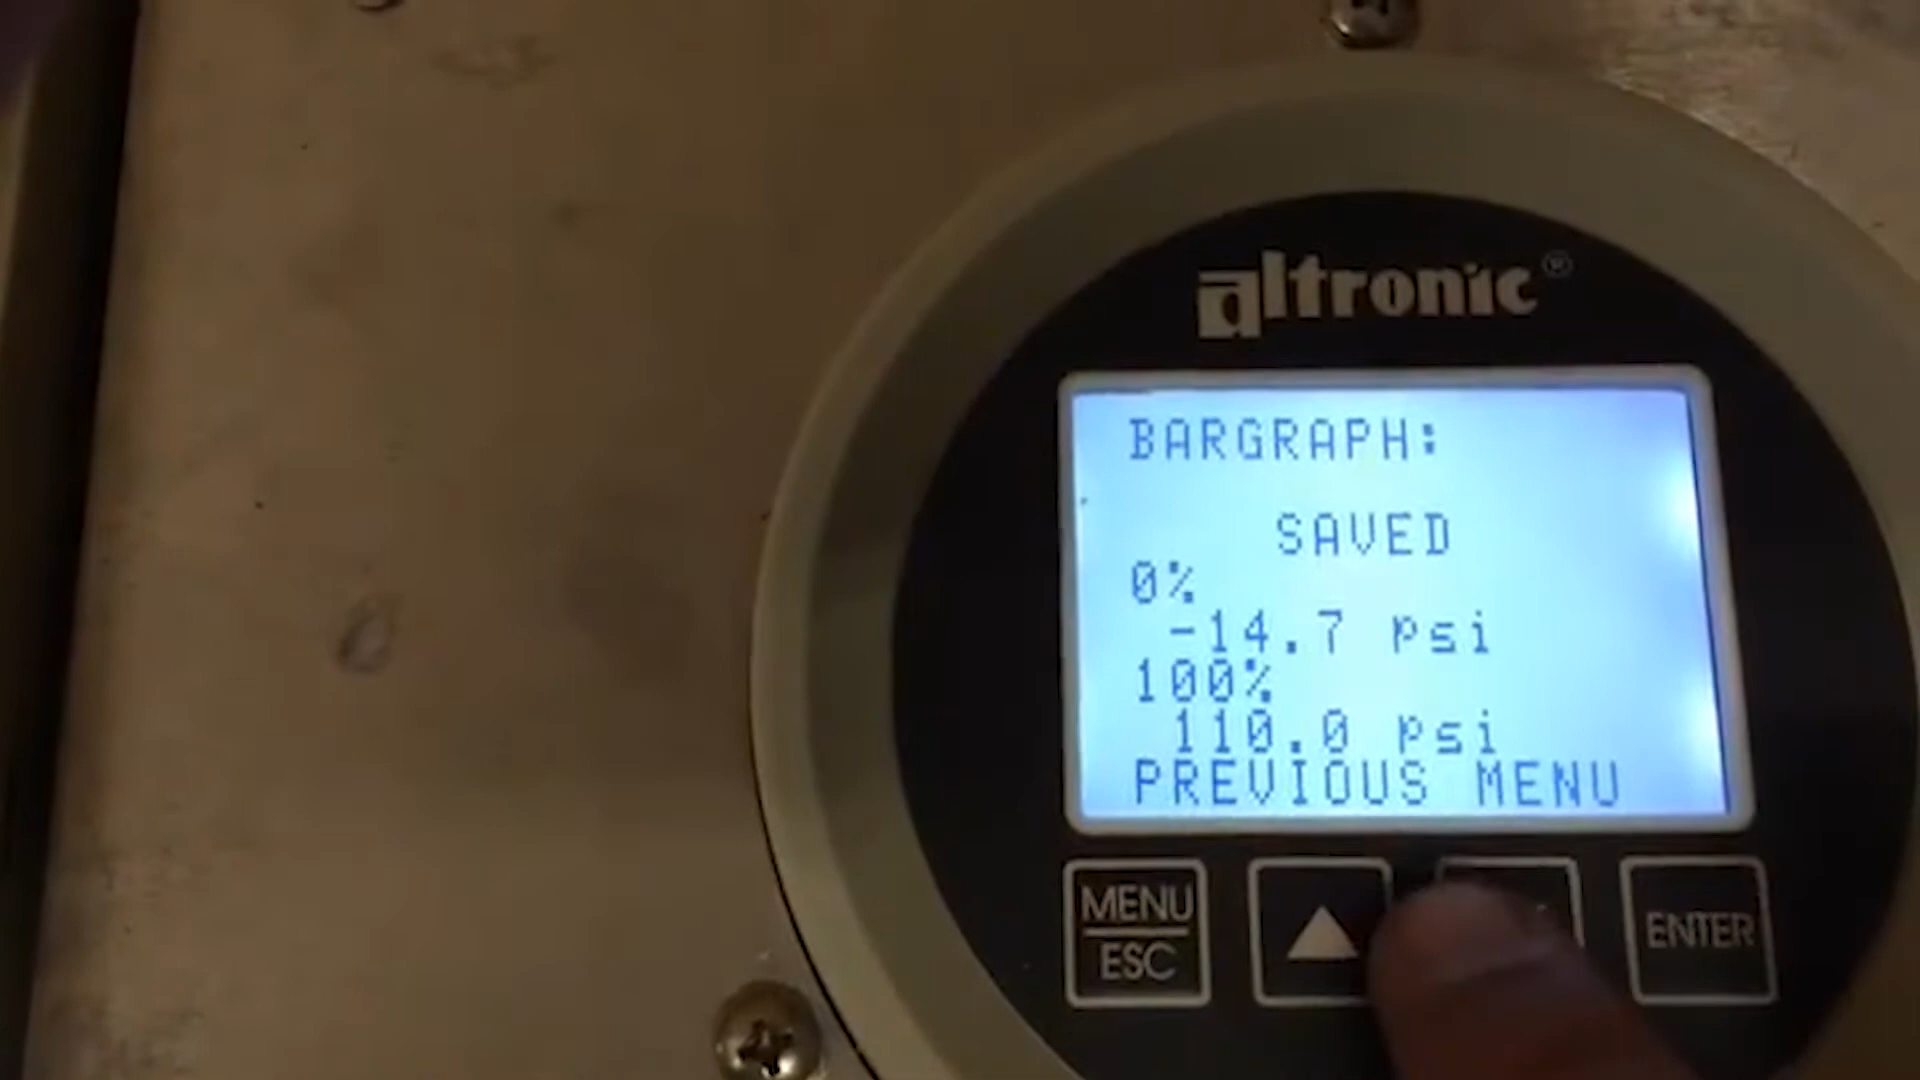 altronic®
BARGRAPH:
SAVED
0%
-14.7 psi
100%
110.0 psi
PREVIOUS MENU
MENU
ESC
ENTER